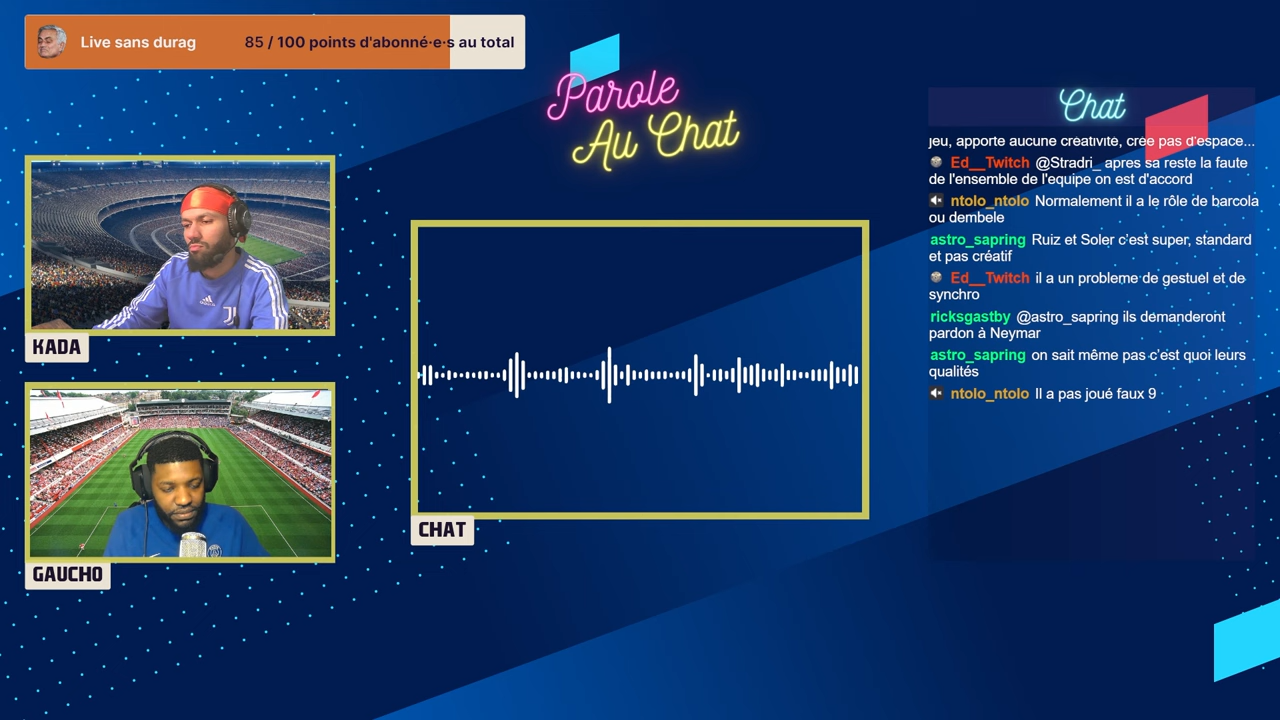 Live sans durag
85 / 100 points d'abonné·e·s au total
Parole
Au Chat
KADA
GAUCHO
CHAT
Chat
jeu, apporte aucune créativité, crée pas d'espace...
Ed__Twitch @Stradri_ apres sa reste la faute
de l'ensemble de l'equipe on est d'accord
ntolo_ntolo Normalement il a le rôle de barcola
ou dembele
astro_sapring Ruiz et Soler c'est super, standard
et pas créatif
Ed__Twitch il a un probleme de gestuel et de
synchro
ricksgastby @astro_sapring ils demanderont
pardon à Neymar
astro_sapring on sait même pas c'est quoi leurs
qualités
ntolo_ntolo Il a pas joué faux 9